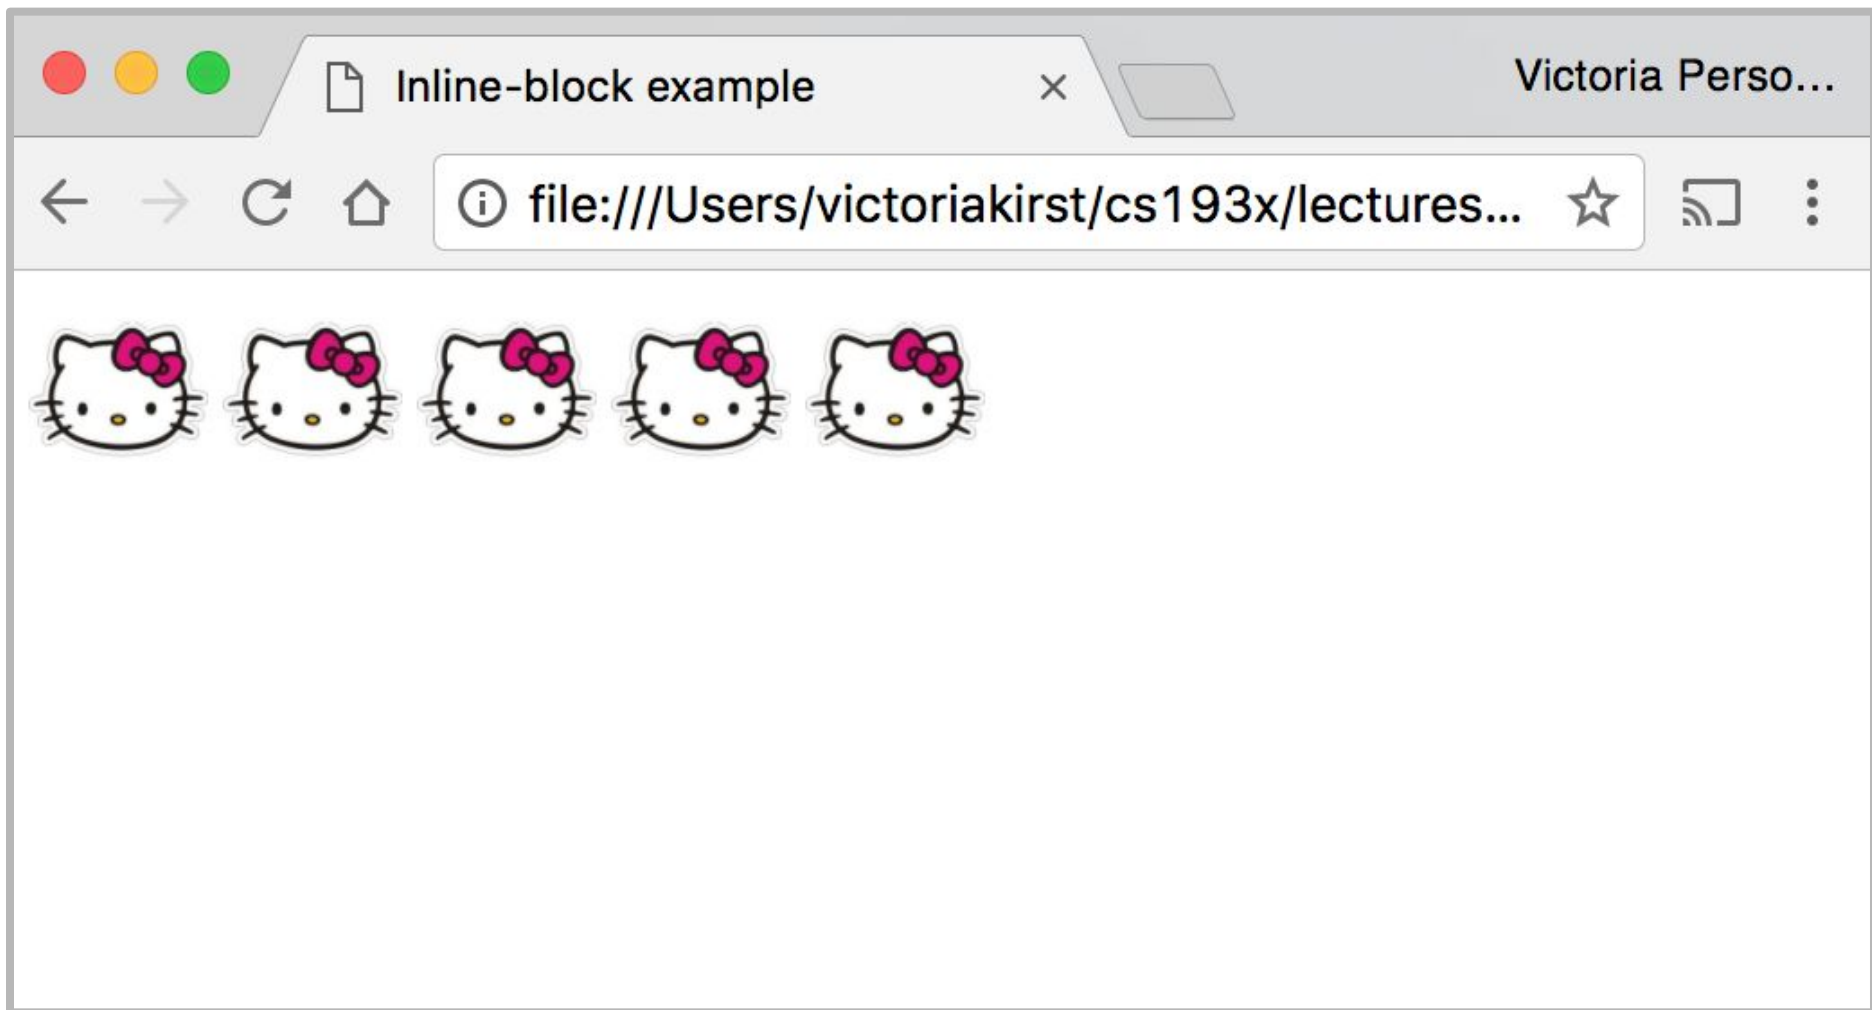 Inline-block example
Victoria Perso...
file:///Users/victoriakirst/cs193x/lectures...